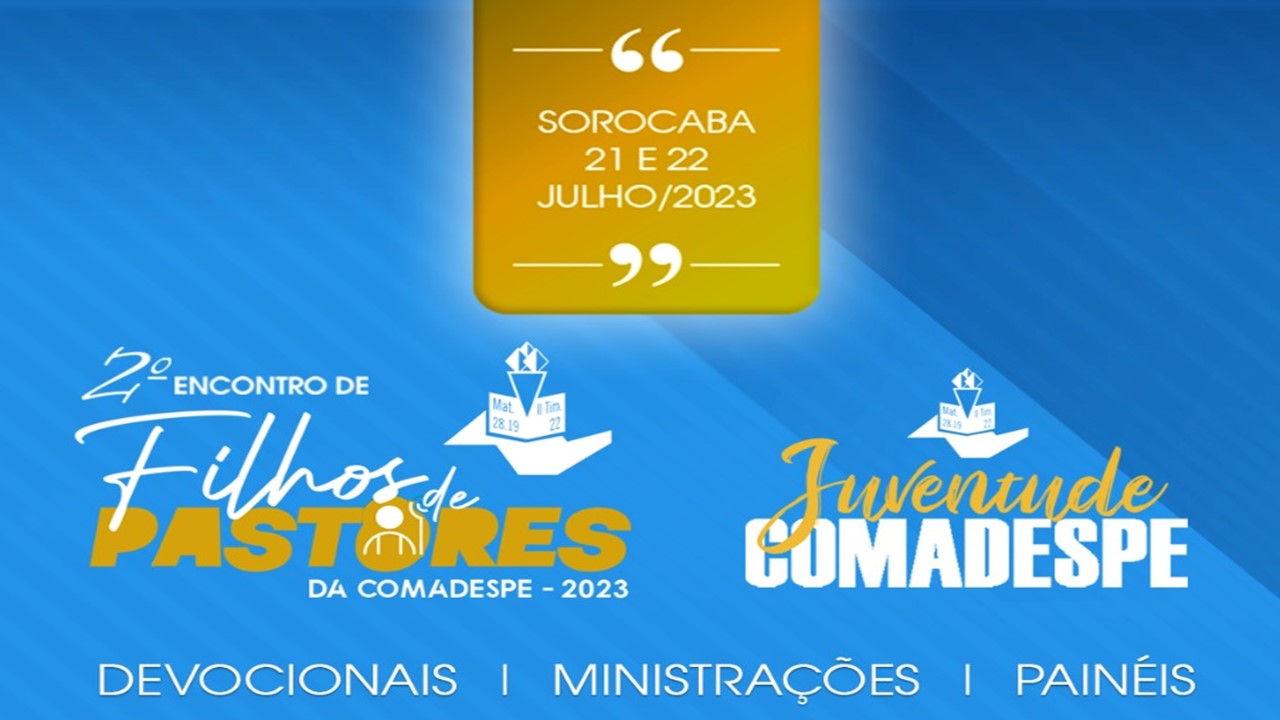 “
SOROCABA
21 E 22
JULHO/2023
”
2º ENCONTRO DE
Filhos de
PASTORES
DA COMADESPE - 2023
Mat. 28.19
II Tim. 22
Mat. 28.19
II Tim. 22
Juventude
COMADESPE
DEVOCIONAIS | MINISTRAÇÕES | PAINÉIS